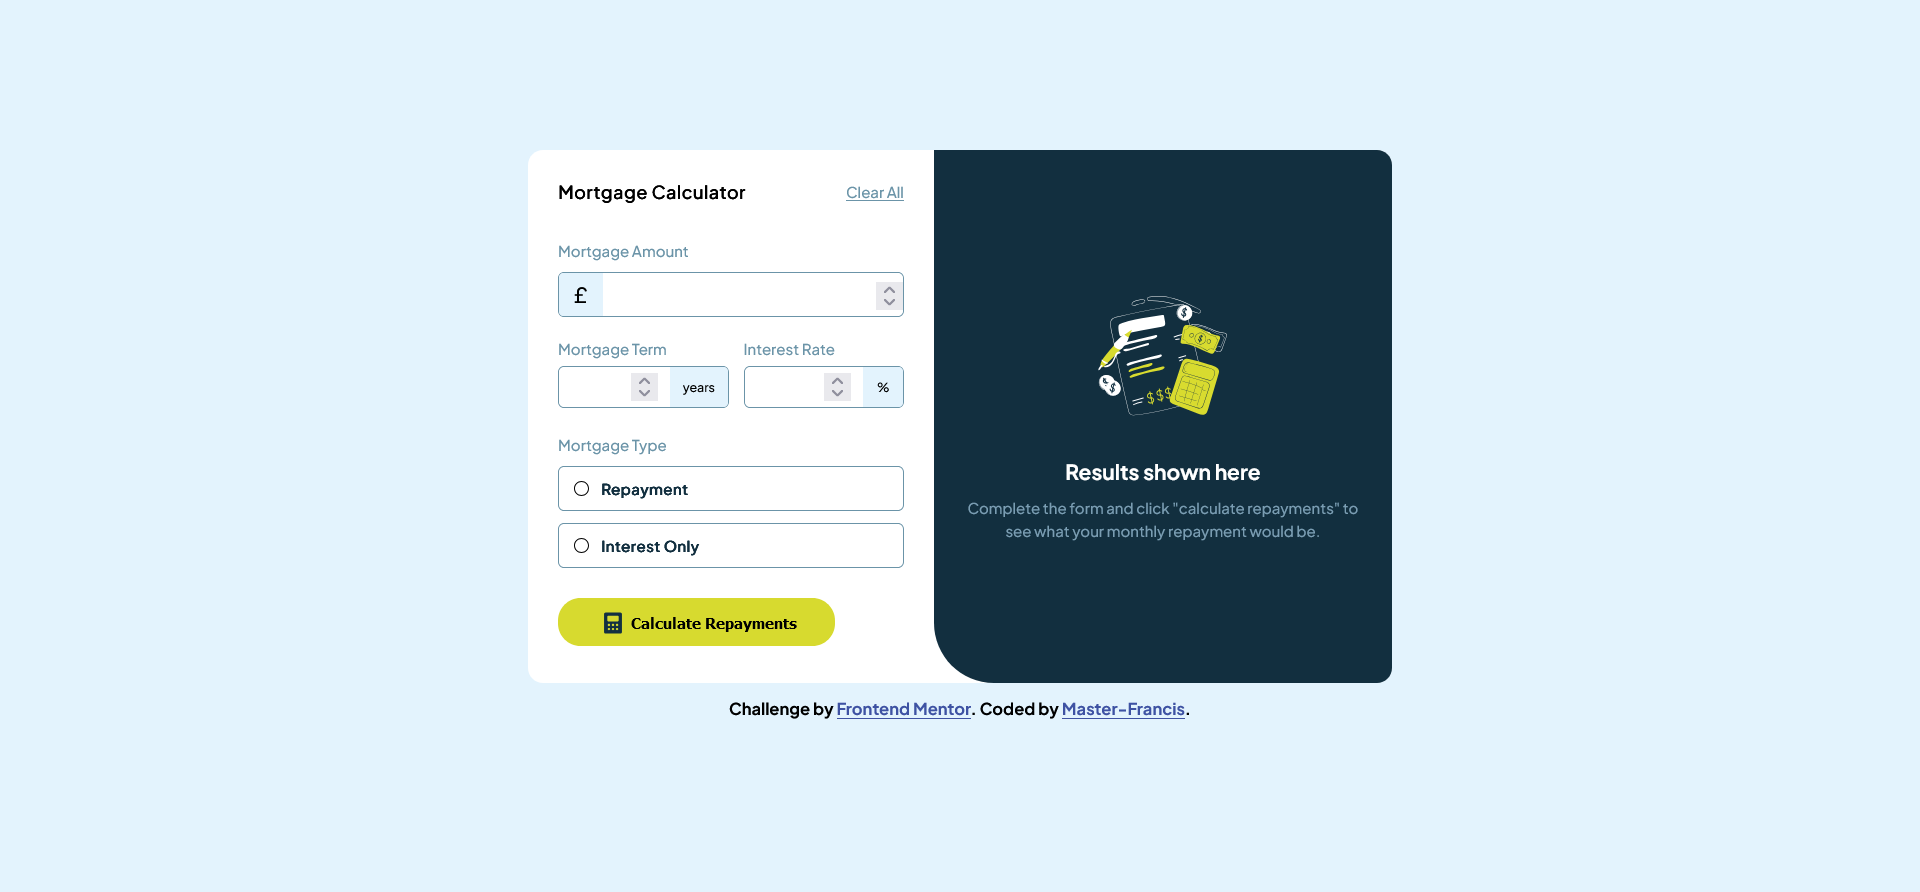 Mortgage Calculator
Clear All
Mortgage Amount
£
Mortgage Term
Interest Rate
years
%
Mortgage Type
Repayment
Interest Only
Calculate Repayments
$
$
$
$$$
Results shown here
Complete the form and click "calculate repayments" to
see what your monthly repayment would be.
Challenge by Frontend Mentor. Coded by Master-Francis.